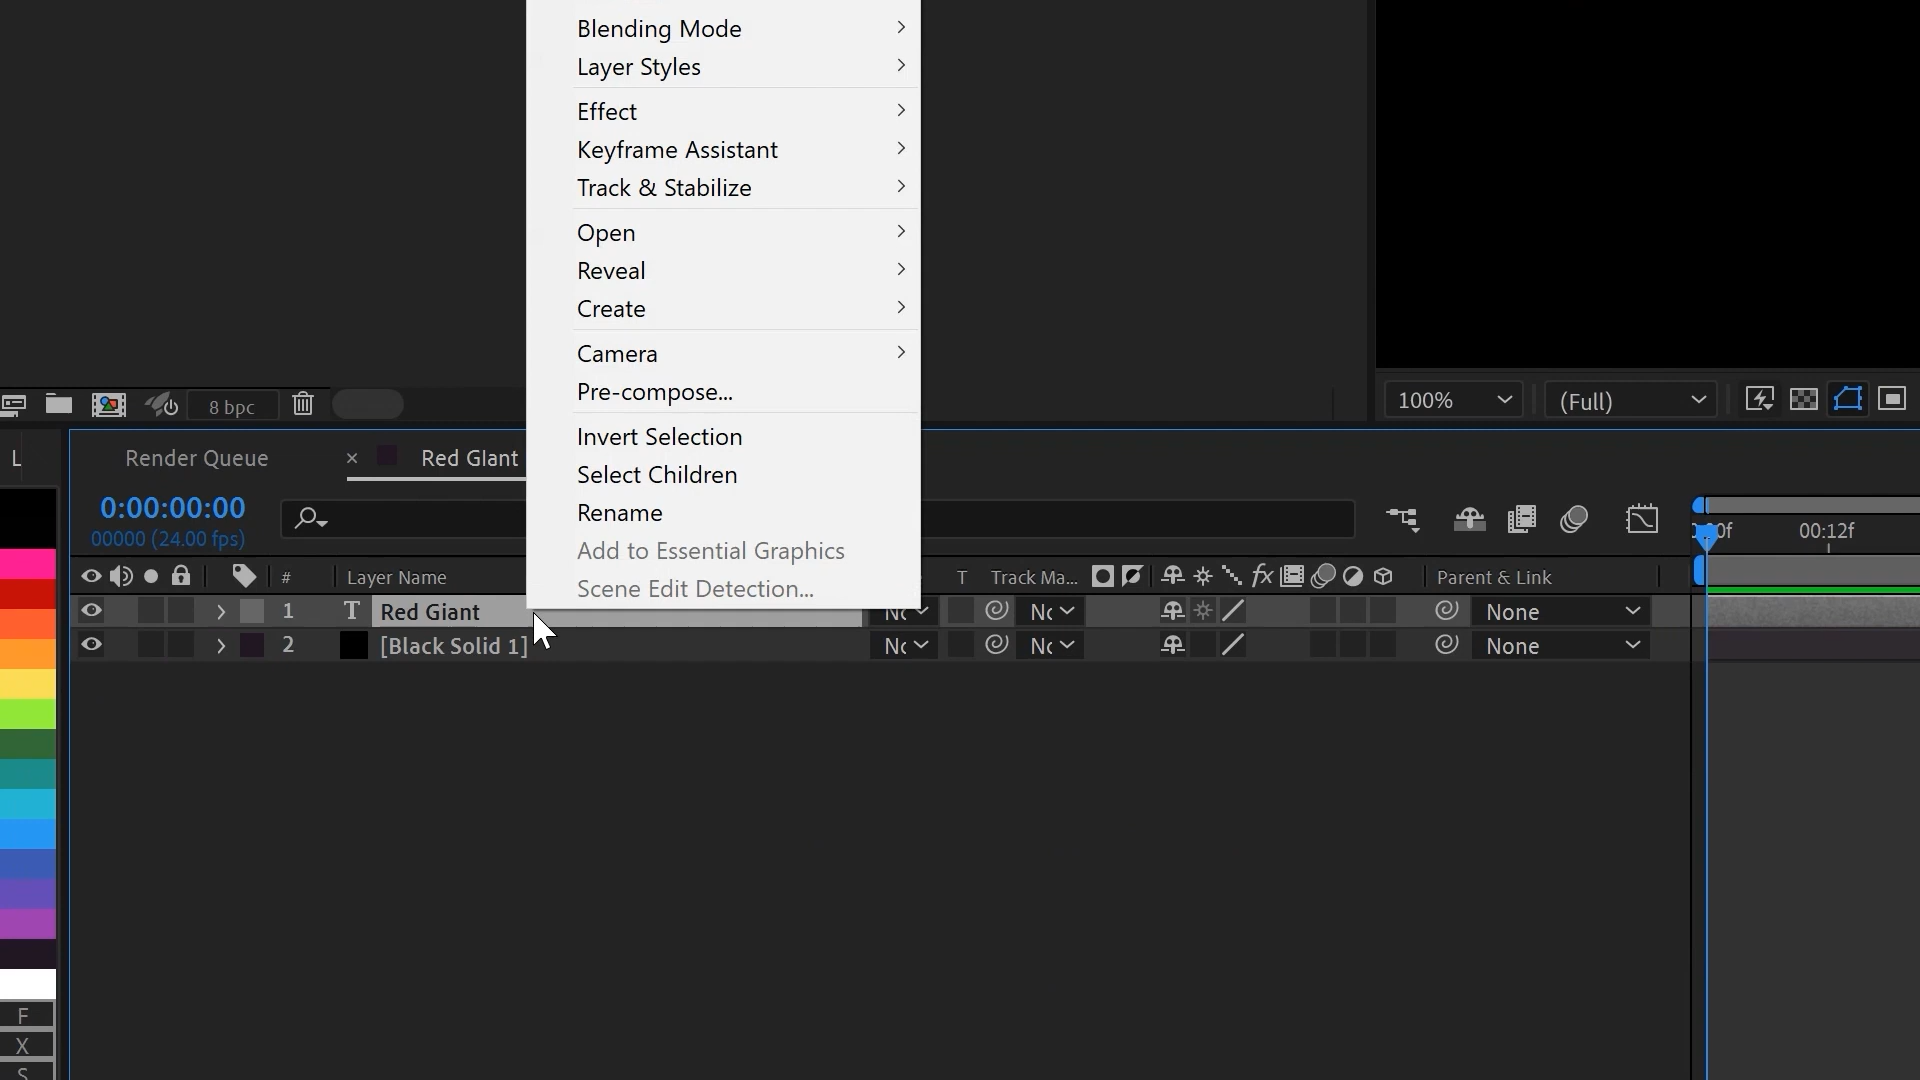 Blending Mode
Layer Styles
Effect
Keyframe Assistant
Track & Stabilize
Open
Reveal
Create
Camera
Pre-compose...
Invert Selection
Select Children
Rename
Add to Essential Graphics
Scene Edit Detection...
8 bpc
100%
(Full)
L
Render Queue
× Red GIant
0:00:00:00
00000 (24.00 fps)
00:12f
# Layer Name T Track Ma... fx Parent & Link
1 T Red Giant None
2 [Black Solid 1] None
F
X
S